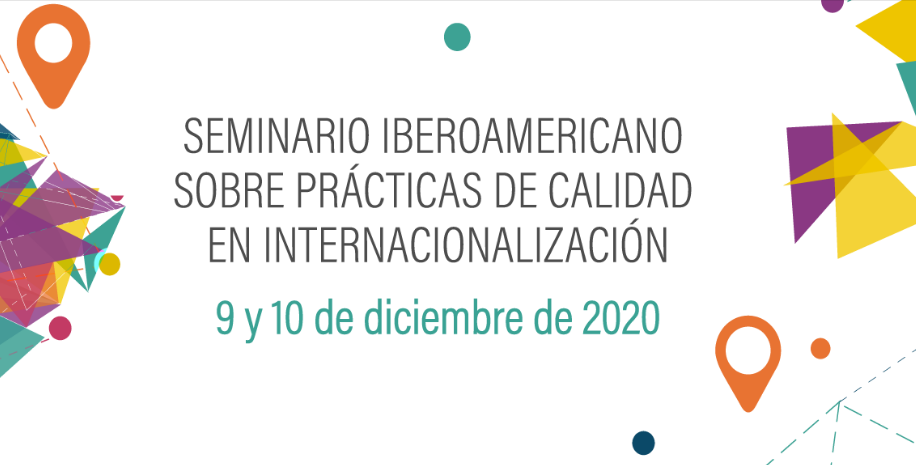 SEMINARIO IBEROAMERICANO
SOBRE PRÁCTICAS DE CALIDAD
EN INTERNACIONALIZACIÓN
9 y 10 de diciembre de 2020